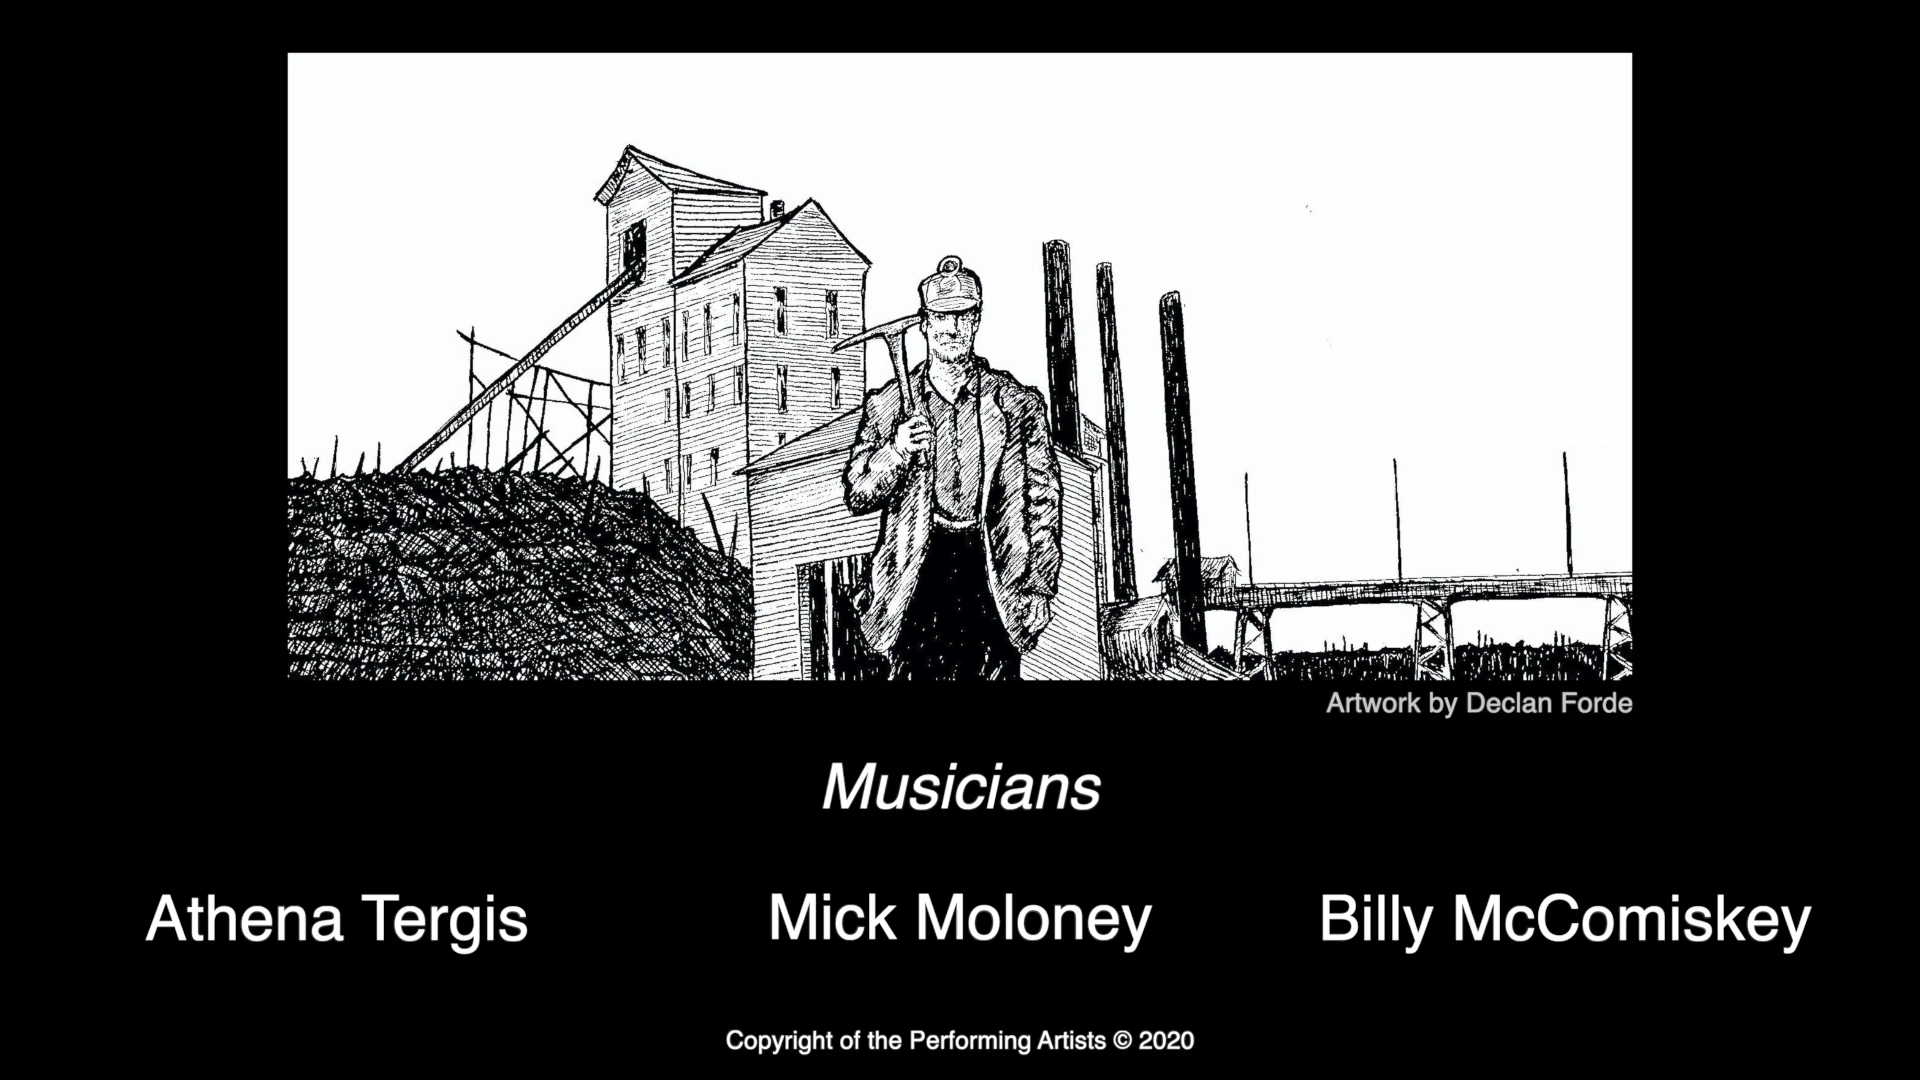 Artwork by Declan Forde
Musicians
Athena Tergis Mick Moloney Billy McComiskey
Copyright of the Performing Artists © 2020